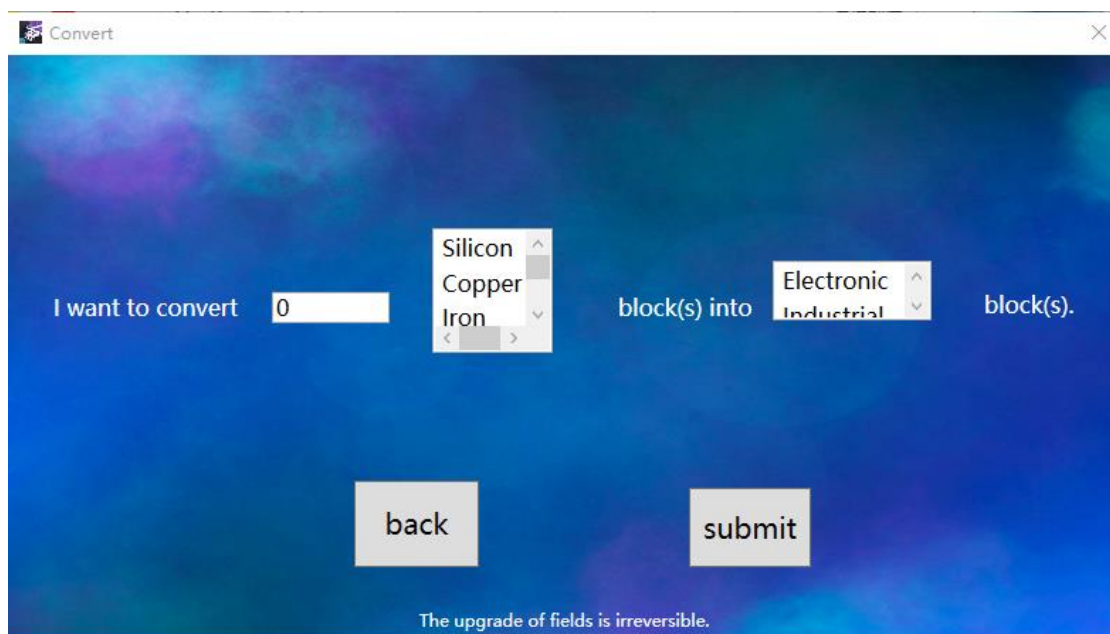 Convert
Silicon
Copper
Iron
I want to convert 0 block(s) into Electronic block(s).
Industrial
back submit
The upgrade of fields is irreversible.